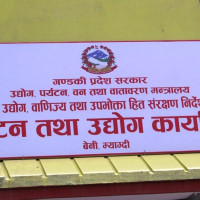 गण्डकी प्रदेश सरकार
उद्योग, पर्यटन, वन तथा वातावरण मन्त्रालय
उद्योग, वाणिज्य तथा उपभोक्ता हित संरक्षण निर्दे
टन तथा उद्योग कार्या
बेनी, म्याग्दी